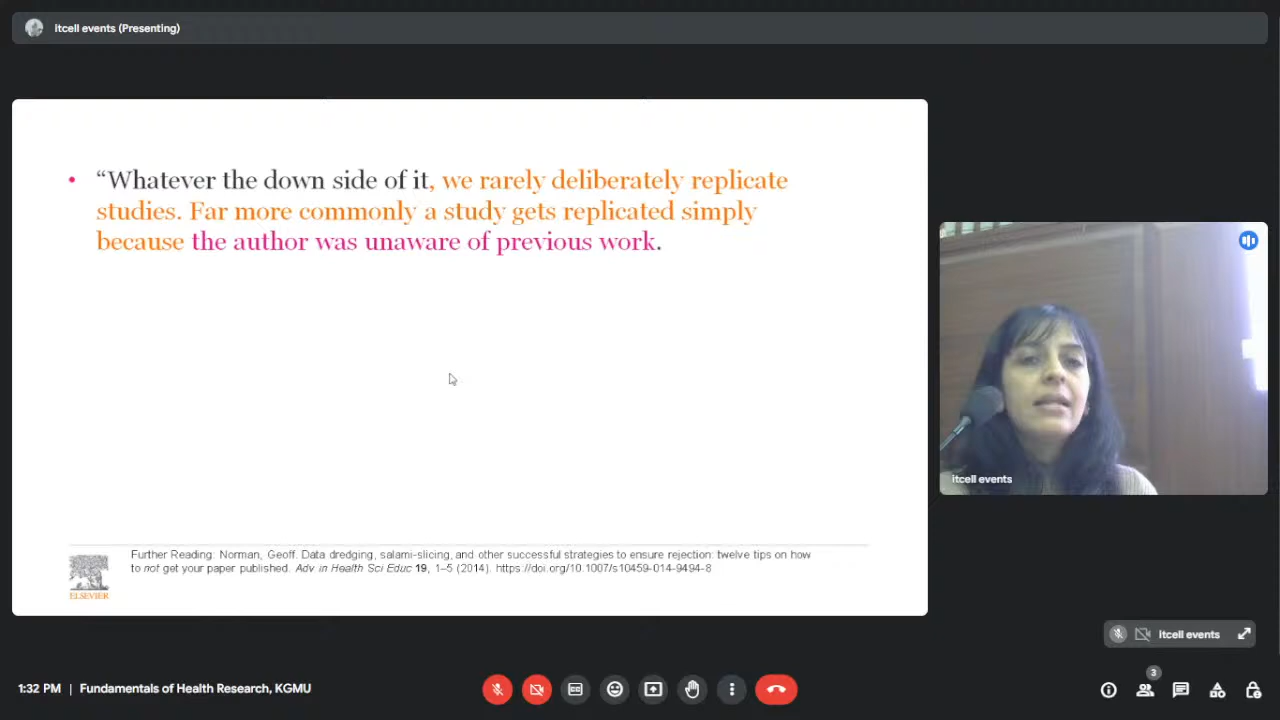 itcell events (Presenting)
• “Whatever the down side of it, we rarely deliberately replicate
studies. Far more commonly a study gets replicated simply
because the author was unaware of previous work.
Further Reading: Norman, Geoff. Data dredging, salami-slicing, and other successful strategies to ensure rejection: twelve tips on how
to not get your paper published. Adv in Health Sci Educ 19, 1–5 (2014). https://doi.org/10.1007/s10459-014-9494-8
ELSEVIER
itcell events
itcell events
3
1:32 PM | Fundamentals of Health Research, KGMU